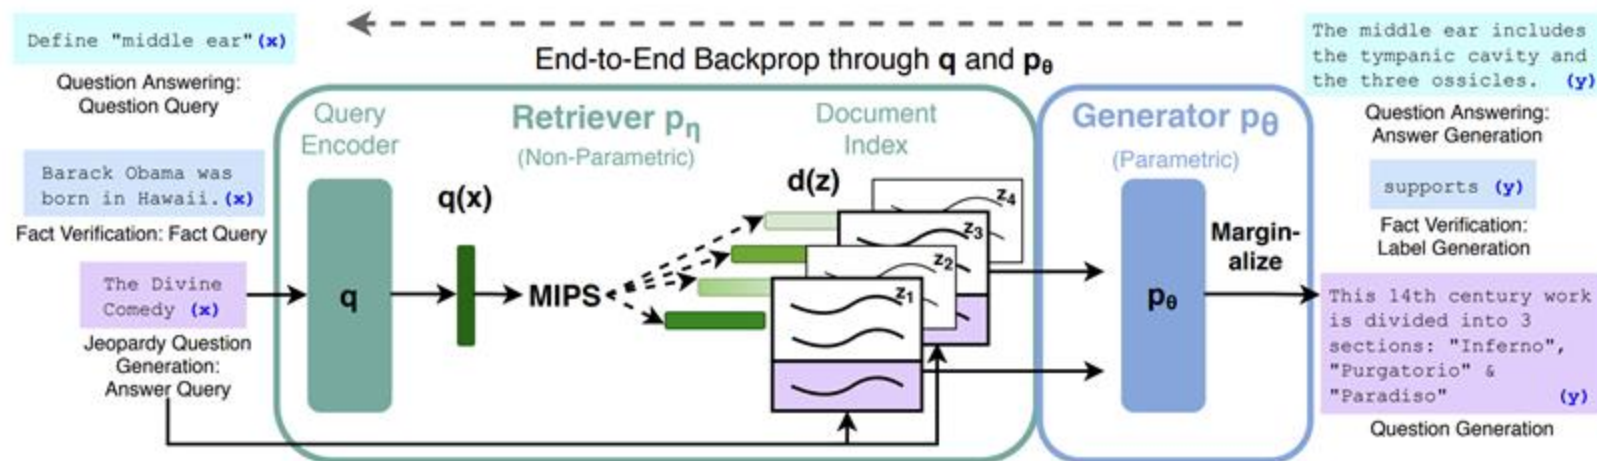 Define "middle ear"(x)
Question Answering:
Question Query
Barack Obama was
born in Hawaii.(x)
Fact Verification: Fact Query
The Divine
Comedy (x)
Jeopardy Question
Generation:
Answer Query
End-to-End Backprop through q and pθ
Query
Encoder
q
q(x)
Retriever pη
(Non-Parametric)
MIPS
Document
Index
d(z)
z4
z3
z2
z1
Generator pθ
(Parametric)
pθ
Margin-
alize
The middle ear includes
the tympanic cavity and
the three ossicles. (y)
Question Answering:
Answer Generation
supports (y)
Fact Verification:
Label Generation
This 14th century work
is divided into 3
sections: "Inferno",
"Purgatorio" &
"Paradiso" (y)
Question Generation